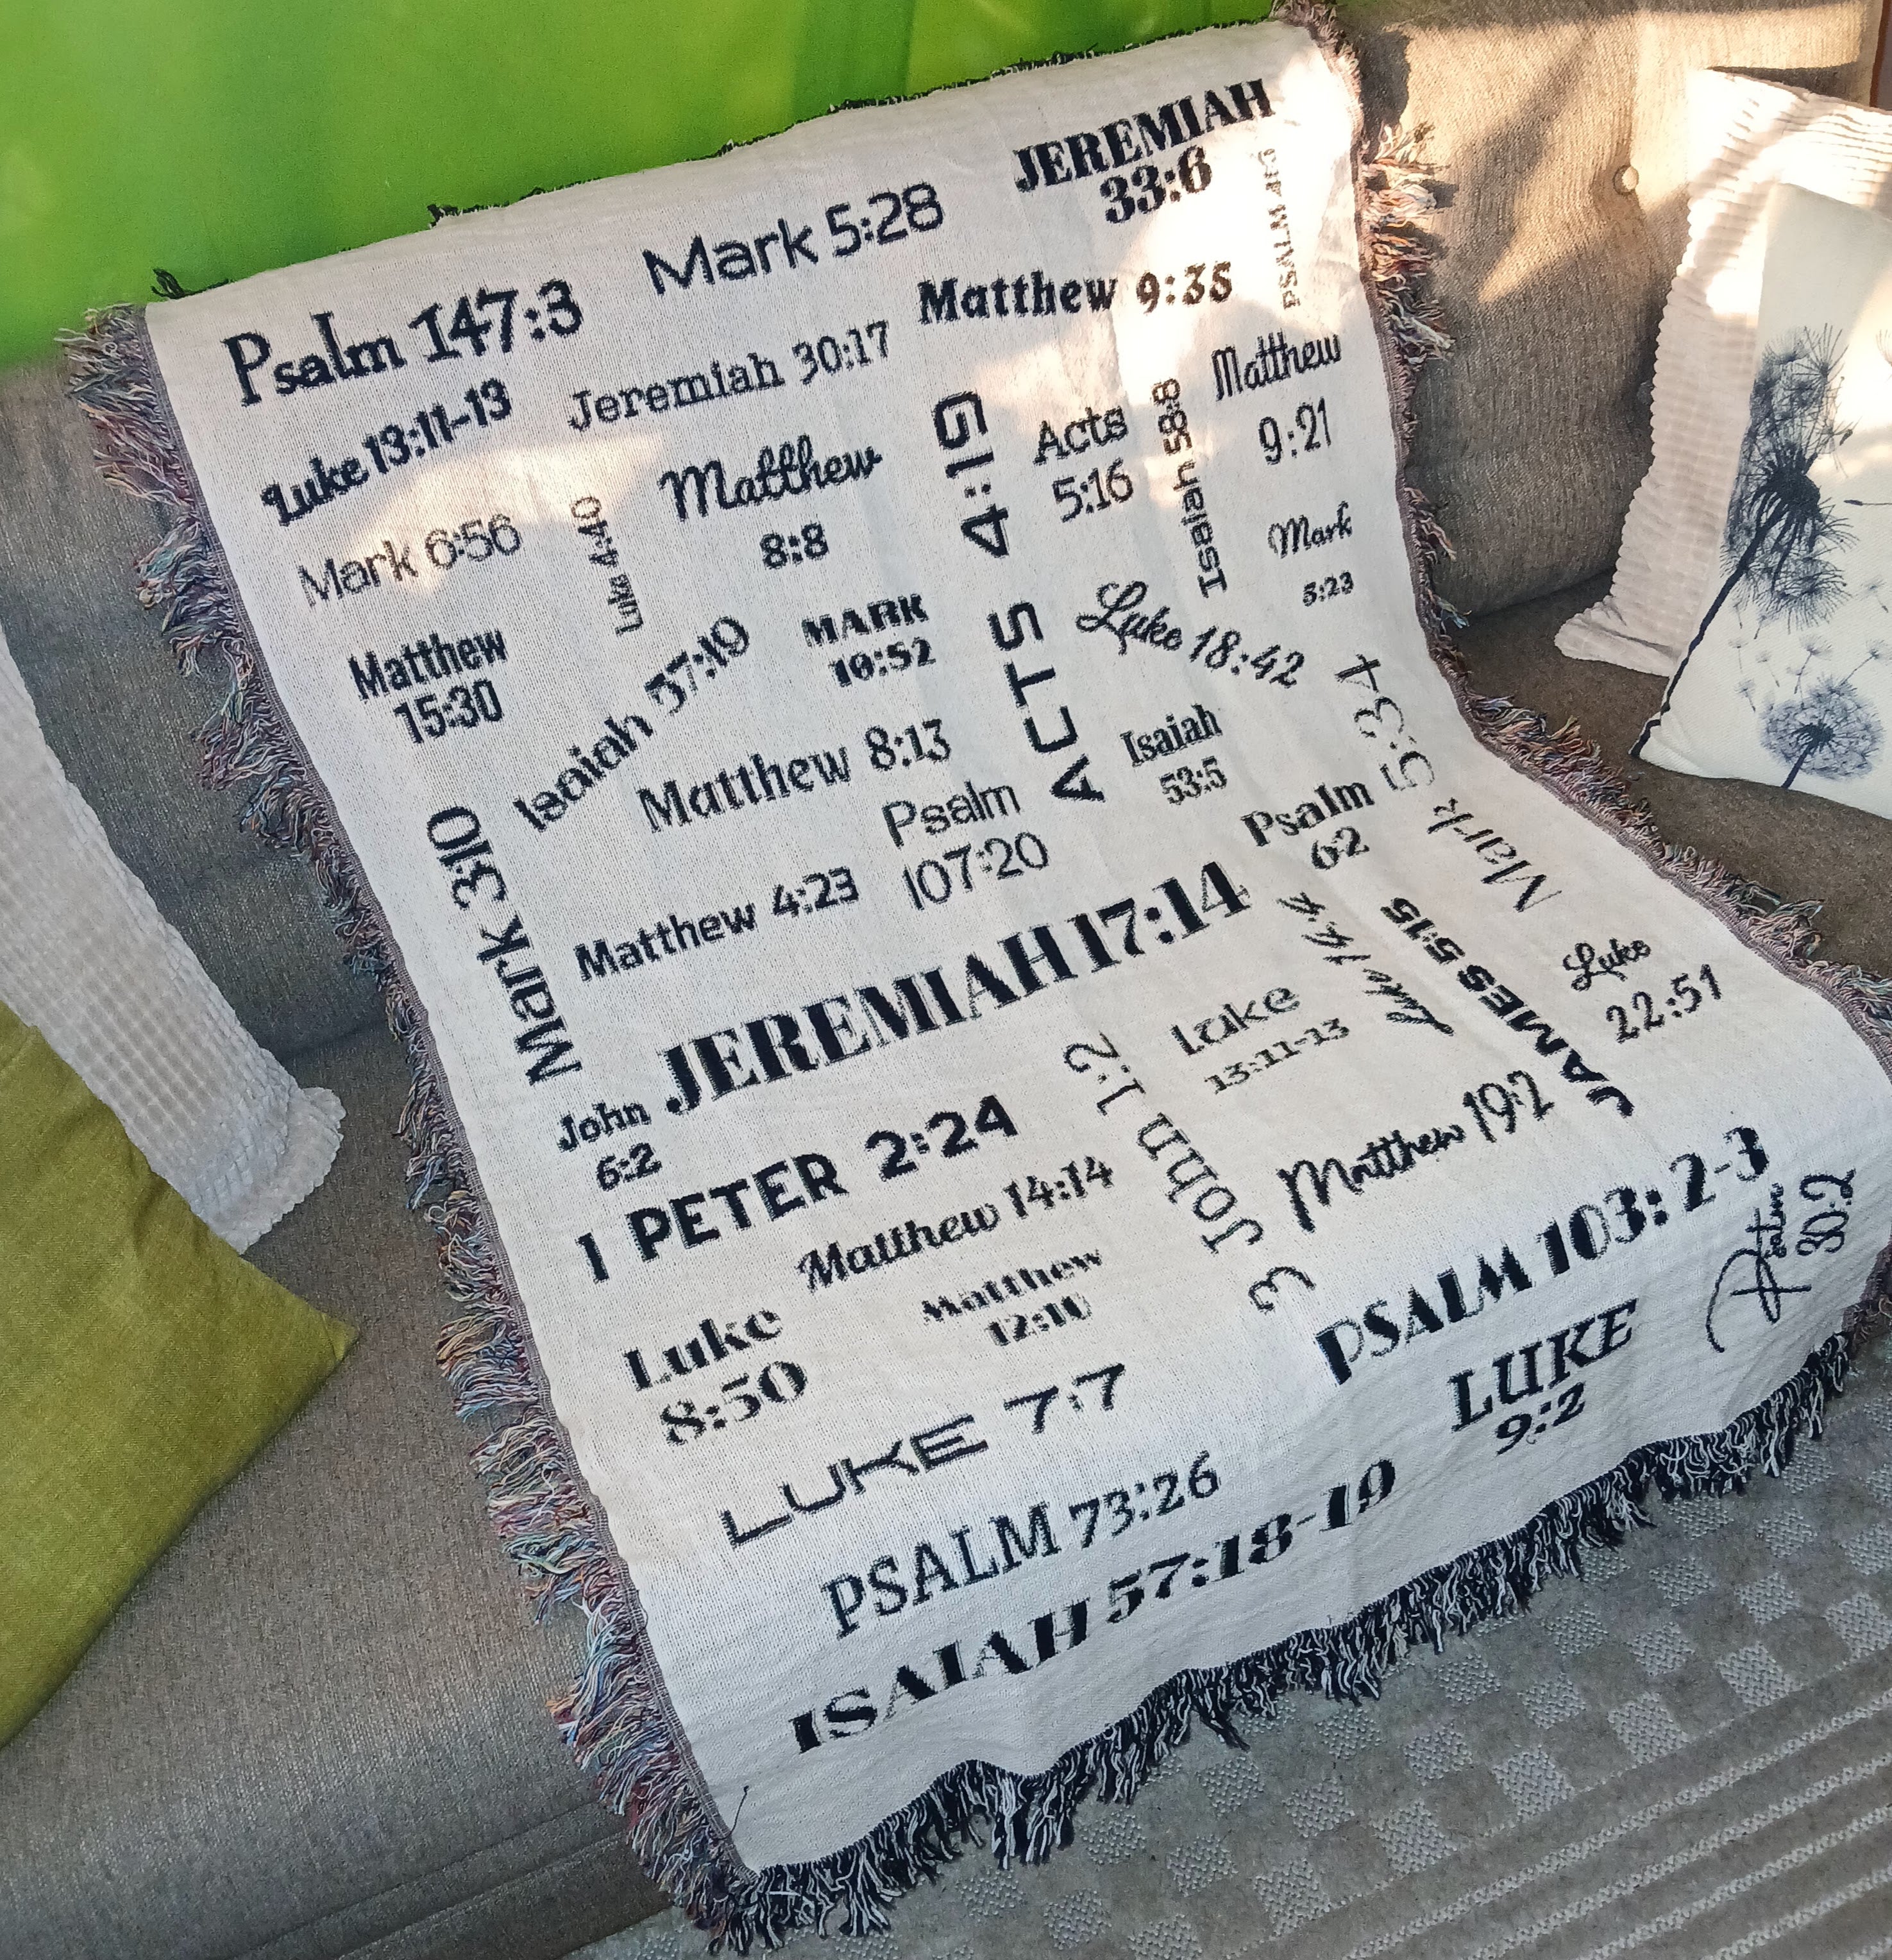 JEREMIAH
33:6
Mark 5:28
Psalm 147:3
Matthew 9:35
Jeremiah 30:17
Luke 13:11-13
Matthew
9:21
Acts
5:16
Isaiah 58:8
ACTS 4:19
Matthew
8:8
Luke 4:40
Mark 6:56
Mark
5:23
Luke 18:42
MARK
10:52
Isaiah 57:19
Matthew
15:30
Mark 5:34
Isaiah
53:5
Matthew 8:13
Psalm
107:20
Psalm
6:2
Mark 3:10
Matthew 4:23
JEREMIAH 17:14
JAMES 5:15
Luke
22:51
Luke 14:4
Luke
13:11-13
3 John 1:2
John
6:2
1 PETER 2:24
Matthew 19:2
Matthew 14:14
Matthew
12:10
PSALM 103: 2-3
Psalm
30:2
Luke
8:50
LUKE 7:7
LUKE
9:2
PSALM 73:26
ISAIAH 57:18-19